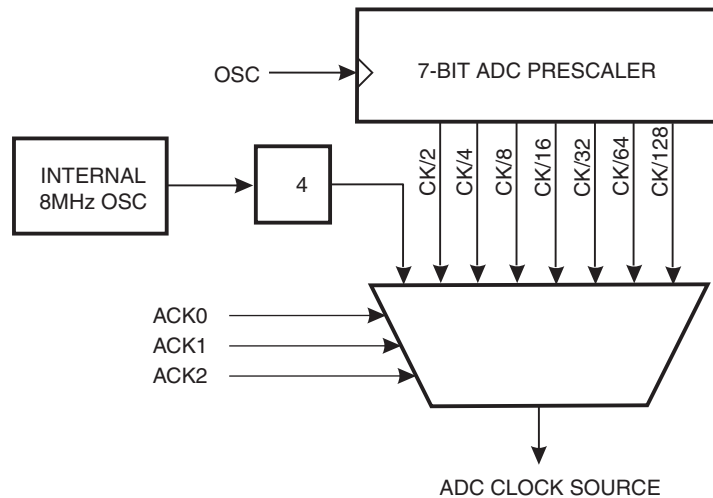 7-BIT ADC PRESCALER
OSC
CK/2
CK/4
CK/8
CK/16
CK/32
CK/64
CK/128
INTERNAL
8MHz OSC
4
ACK0
ACK1
ACK2
ADC CLOCK SOURCE